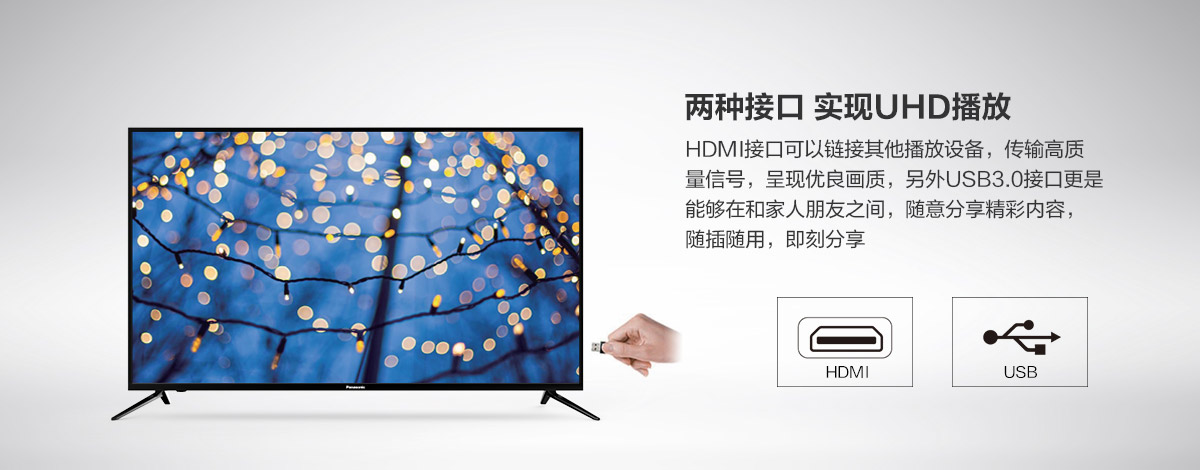 两种接口 实现UHD播放
HDMI接口可以链接其他播放设备，传输高质
量信号，呈现优良画质，另外USB3.0接口更是
能够在和家人朋友之间，随意分享精彩内容，
随插随用，即刻分享
HDMI
USB
Panasonic